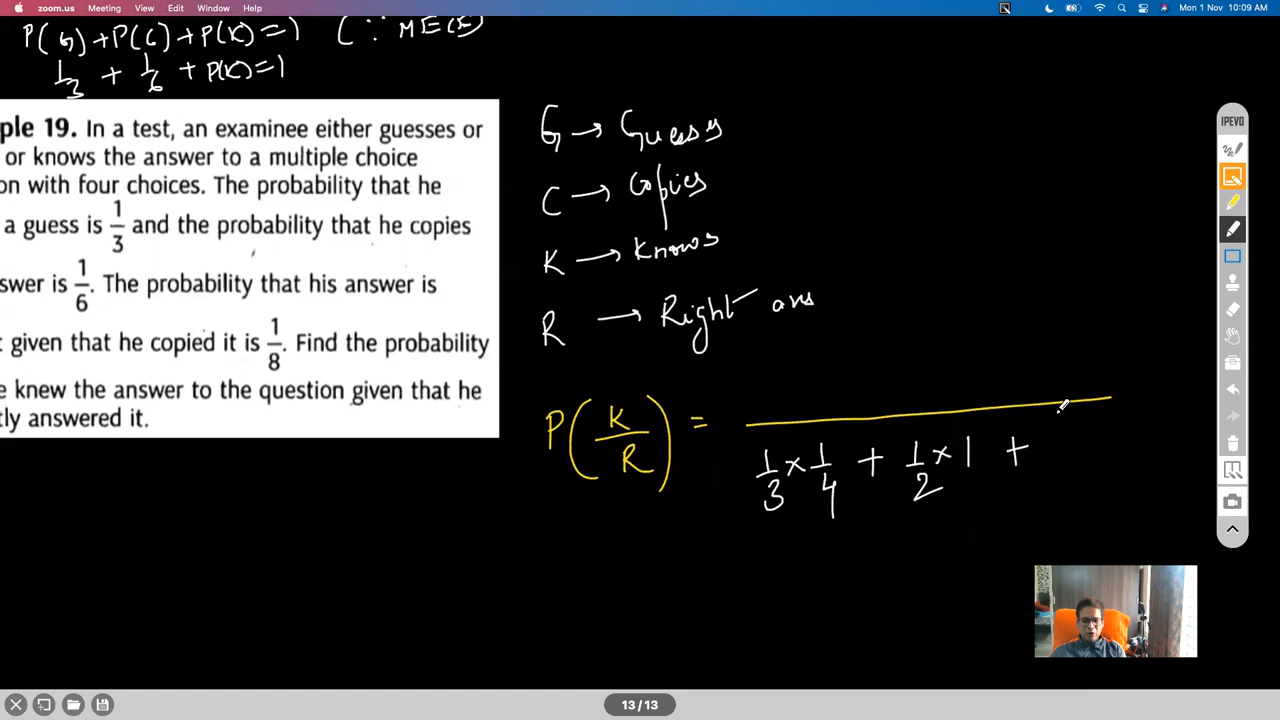 zoom.us Meeting View Edit Window Help Mon 1 Nov 10:09 AM
P(G)+P(C)+P(K)=1 (∵ MECE)
1/3 + 1/6 + P(K)=1
ple 19. In a test, an examinee either guesses or
or knows the answer to a multiple choice
on with four choices. The probability that he
a guess is 1/3 and the probability that he copies
swer is 1/6. The probability that his answer is
given that he copied it is 1/8. Find the probability
e knew the answer to the question given that he
tly answered it.
G → Guess
C → Copies
K → Knows
R → Right ans
P(K/R) =
1/3 × 1/4 + 1/2 × 1 +
IPEVO
13/13